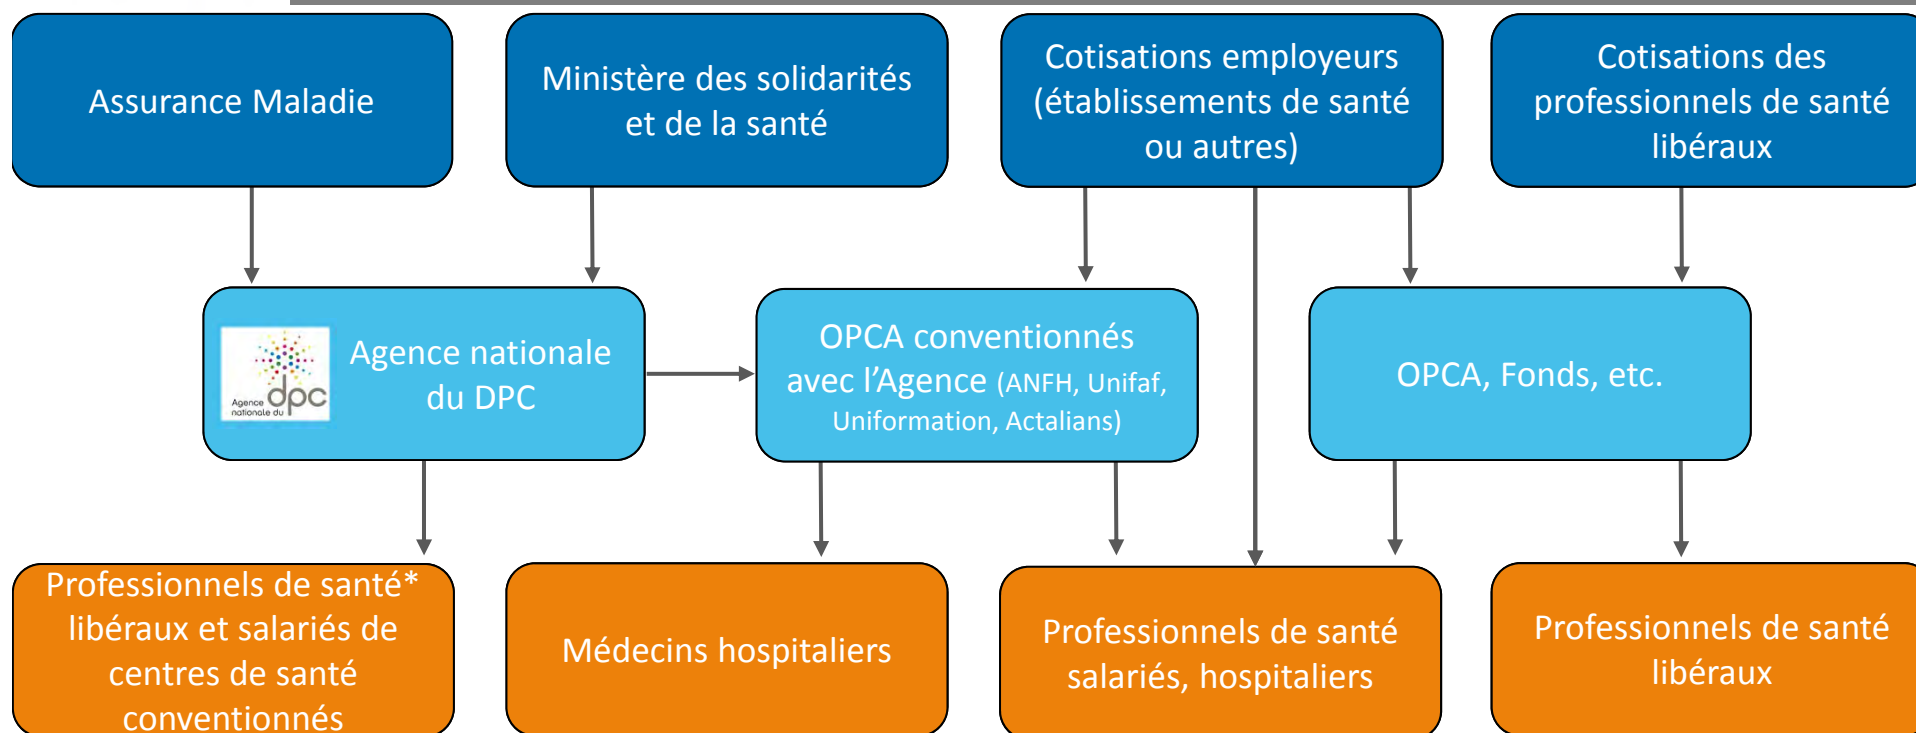 Assurance Maladie
Ministère des solidarités
et de la santé
Cotisations employeurs
(établissements de santé
ou autres)
Cotisations des
professionnels de santé
libéraux
Agence
nationale du
dpc
Agence nationale
du DPC
OPCA conventionnés
avec l’Agence (ANFH, Unifaf,
Uniformation, Actalians)
OPCA, Fonds, etc.
Professionnels de santé*
libéraux et salariés de
centres de santé
conventionnés
Médecins hospitaliers
Professionnels de santé
salariés, hospitaliers
Professionnels de santé
libéraux